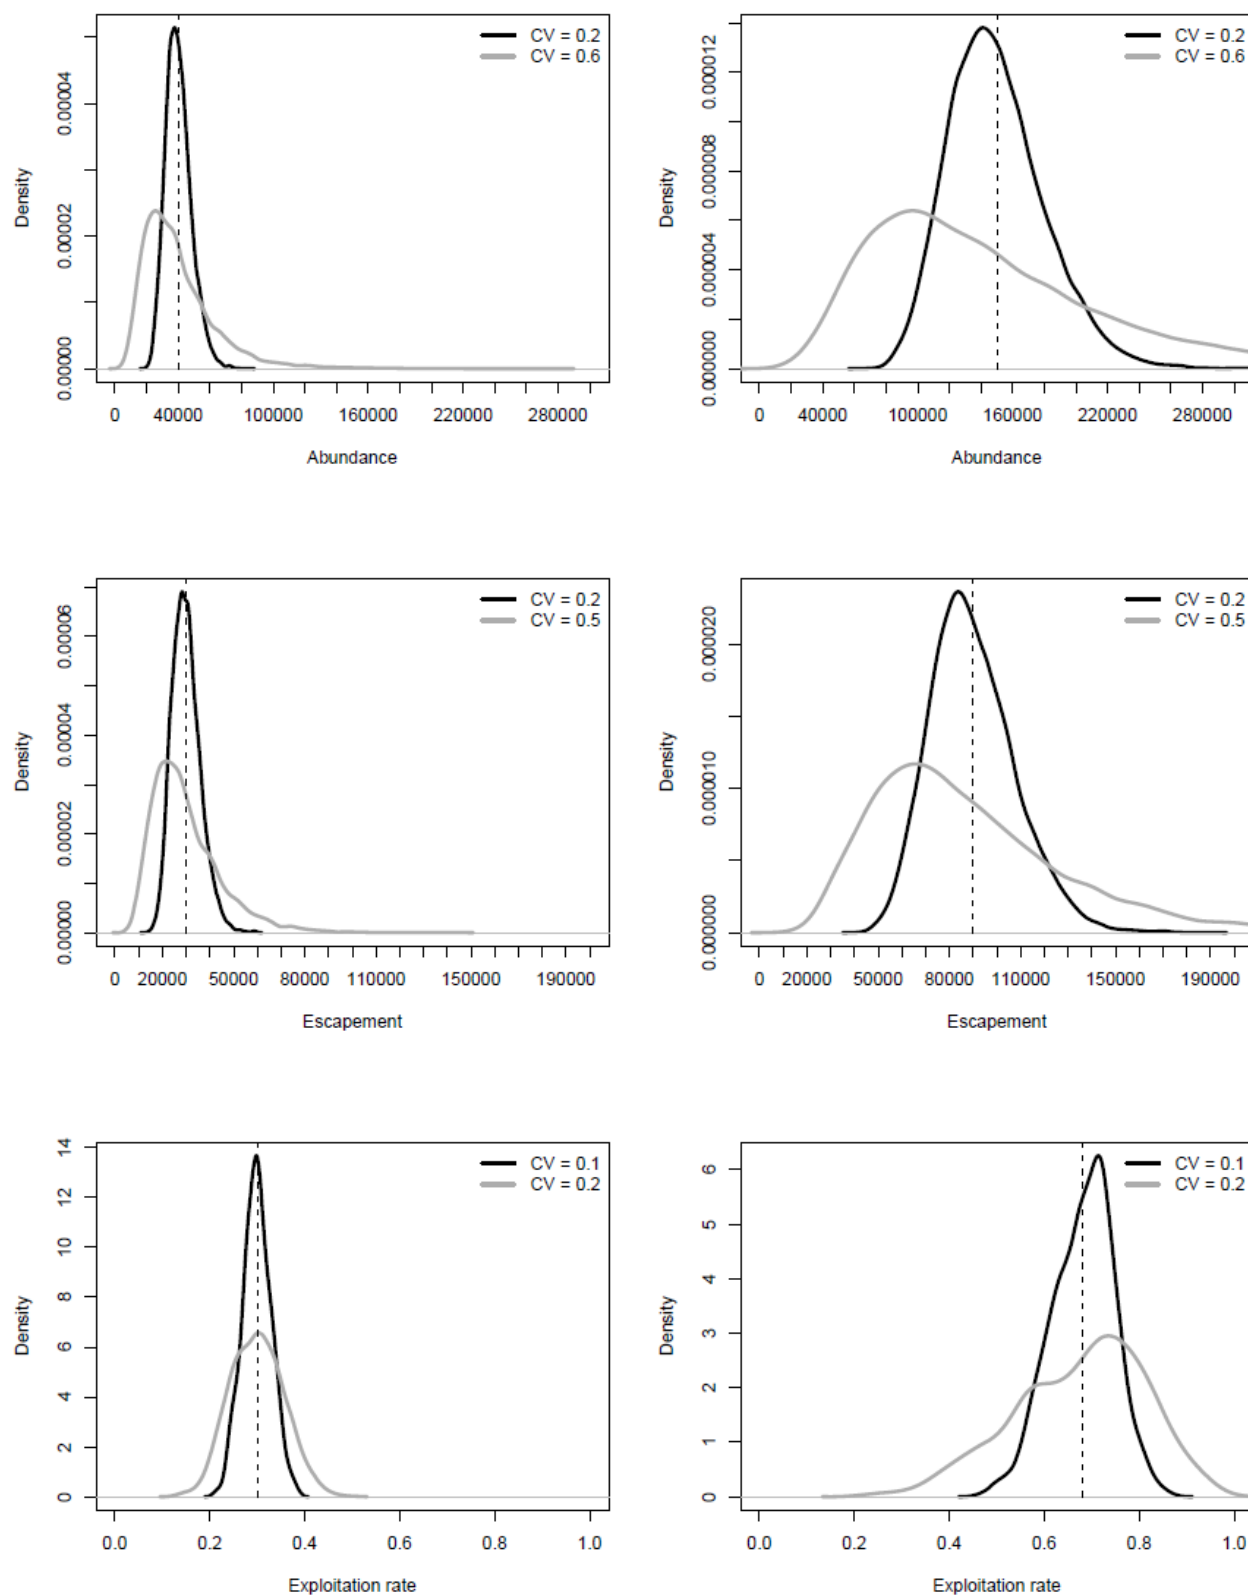 CV = 0.2
CV = 0.6
Density
0.00000 0.00002 0.00004
0 40000 100000 160000 220000 280000
Abundance
CV = 0.2
CV = 0.6
Density
0.000000 0.000004 0.000008 0.000012
0 40000 100000 160000 220000 280000
Abundance
CV = 0.2
CV = 0.5
Density
0.00000 0.00002 0.00004 0.00006
0 20000 50000 80000 110000 150000 190000
Escapement
CV = 0.2
CV = 0.5
Density
0.000000 0.000010 0.000020
0 20000 50000 80000 110000 150000 190000
Escapement
CV = 0.1
CV = 0.2
Density
0 2 4 6 8 10 12 14
0.0 0.2 0.4 0.6 0.8 1.0
Exploitation rate
CV = 0.1
CV = 0.2
Density
0 1 2 3 4 5 6
0.0 0.2 0.4 0.6 0.8 1.0
Exploitation rate